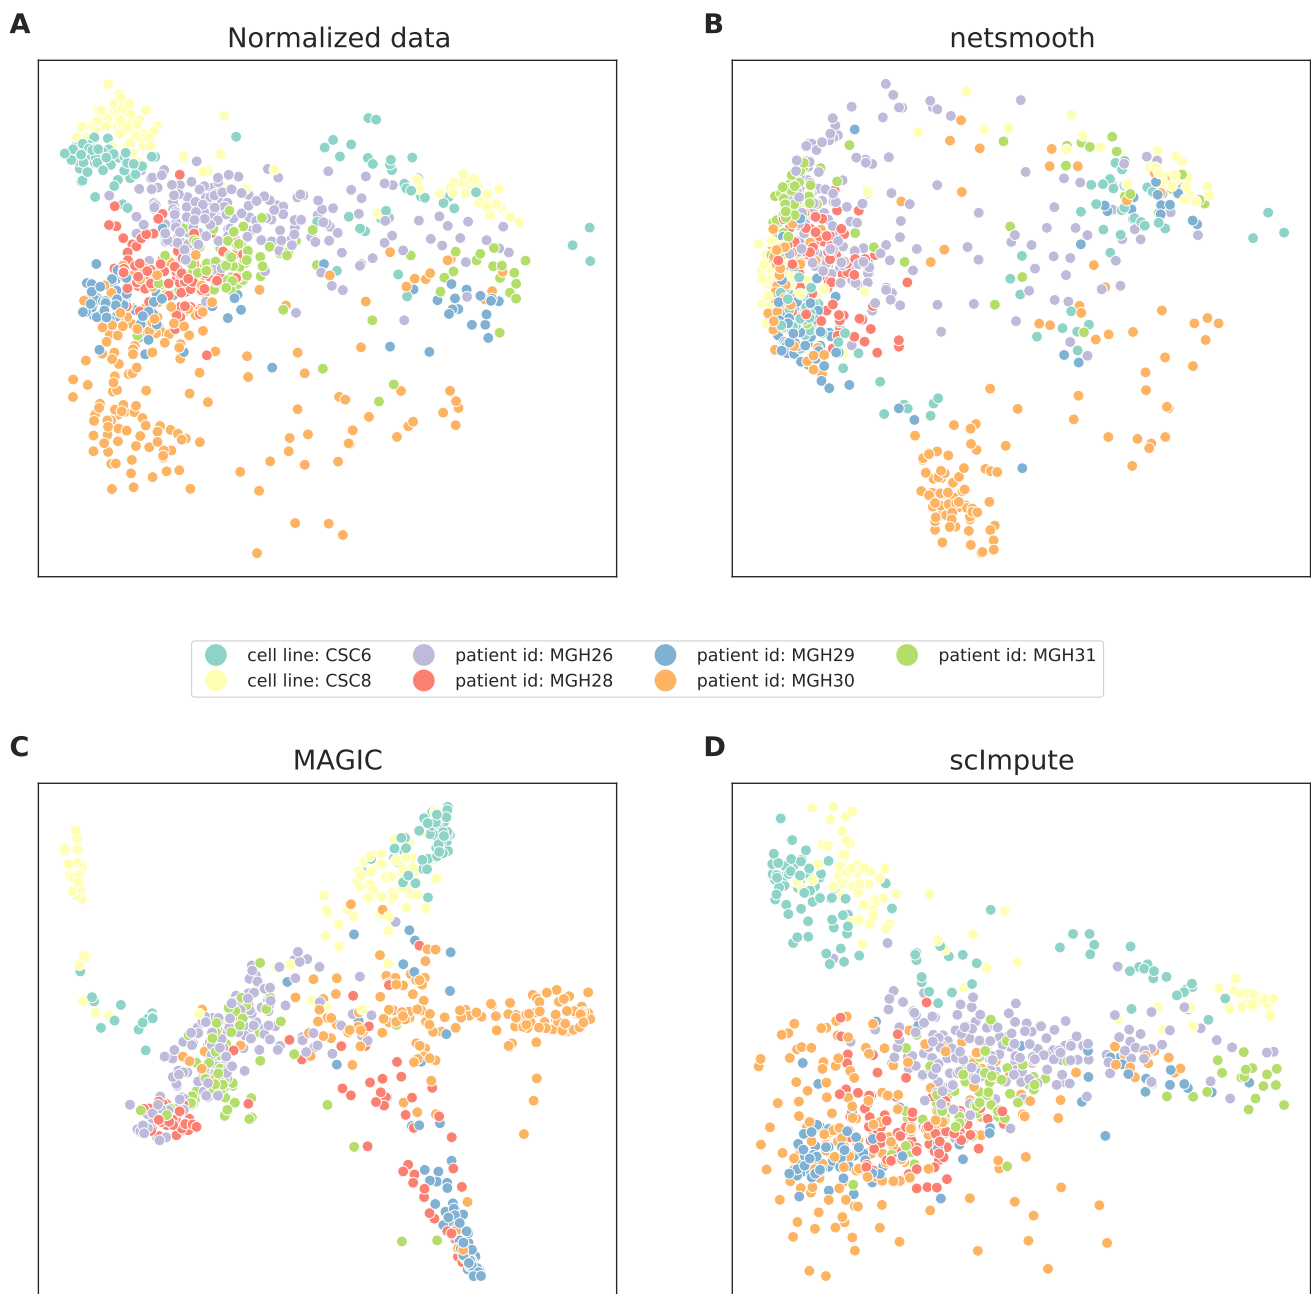 A
Normalized data
B
netsmooth
cell line: CSC6
patient id: MGH26
patient id: MGH29
patient id: MGH31
cell line: CSC8
patient id: MGH28
patient id: MGH30
C
MAGIC
D
scImpute